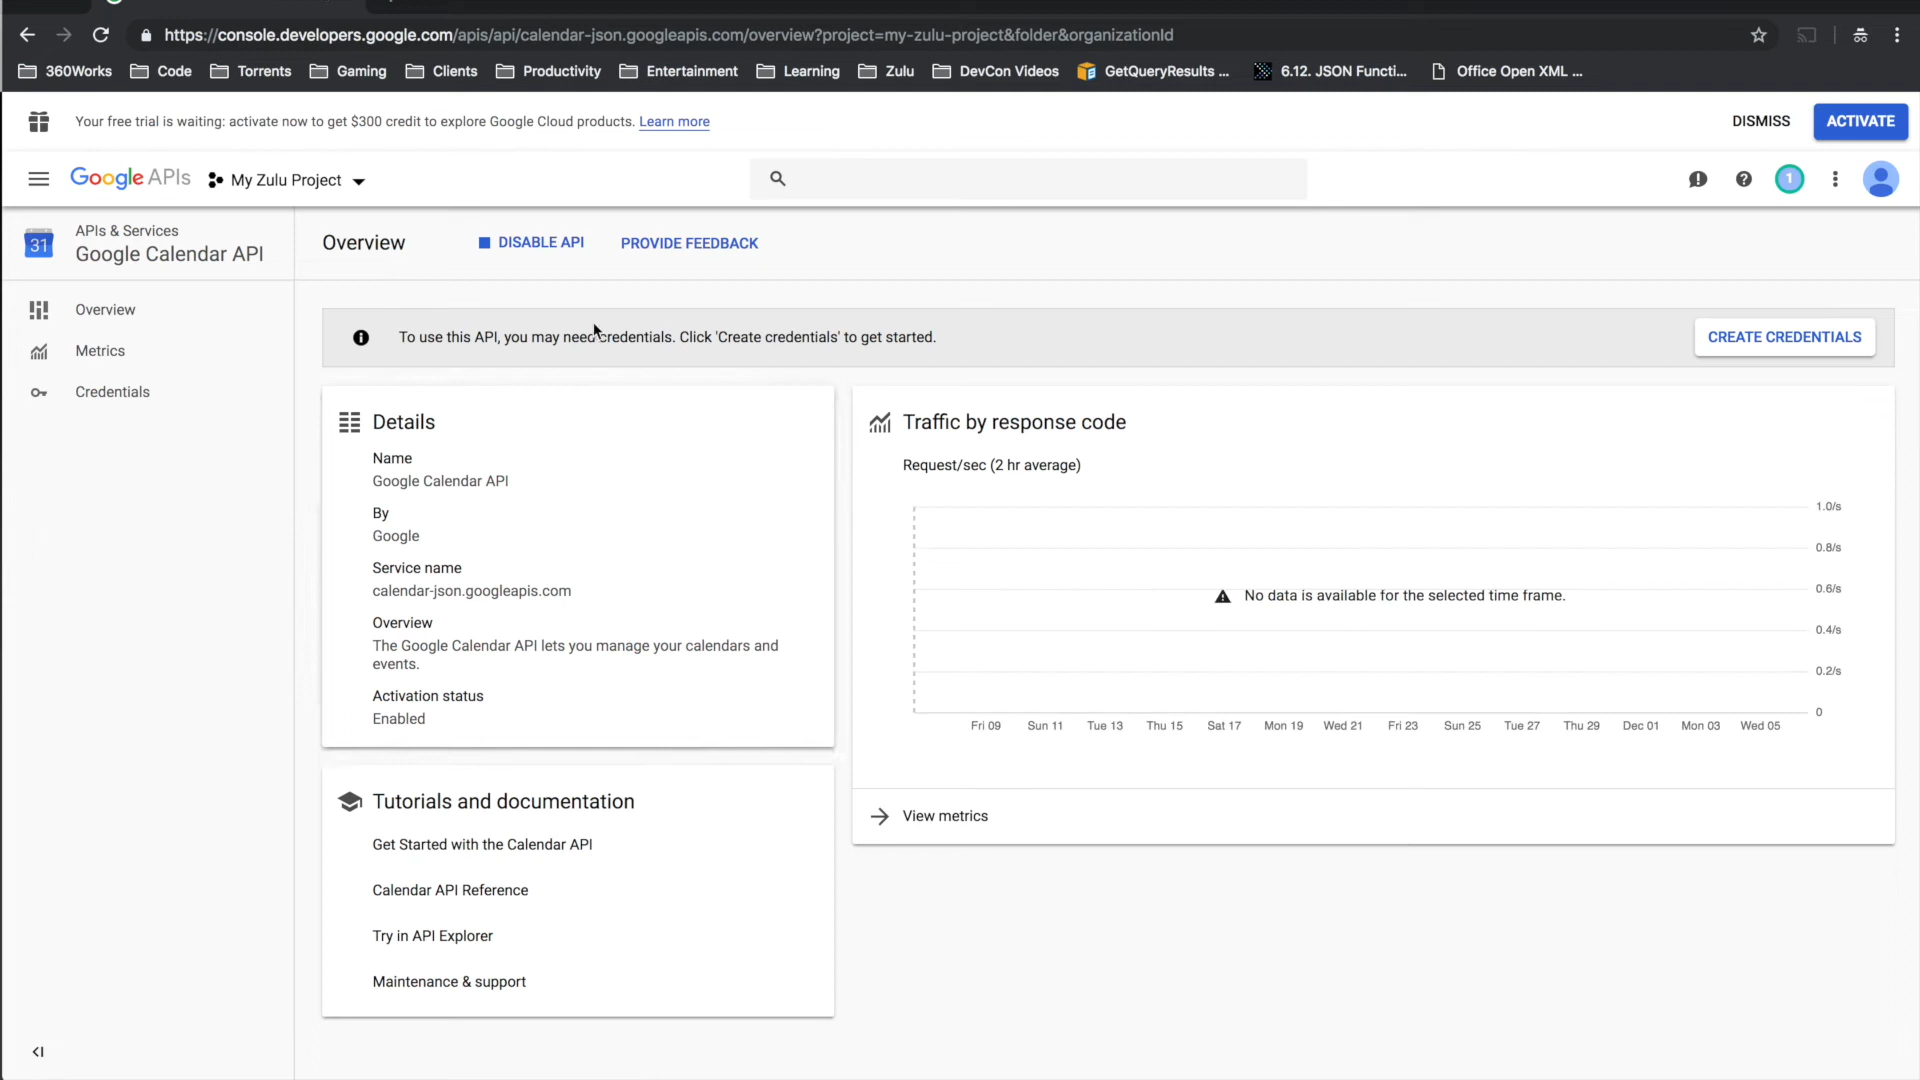 https://console.developers.google.com/apis/api/calendar-json.googleapis.com/overview?project=my-zulu-project&folder&organizationId
360Works Code Torrents Gaming Clients Productivity Entertainment Learning Zulu DevCon Videos GetQueryResults ... 6.12. JSON Functi... Office Open XML ...
Your free trial is waiting: activate now to get $300 credit to explore Google Cloud products. Learn more DISMISS ACTIVATE
Google APIs My Zulu Project 1
APIs & Services
31 Google Calendar API
Overview DISABLE API PROVIDE FEEDBACK
Overview
Metrics
Credentials
To use this API, you may need credentials. Click 'Create credentials' to get started. CREATE CREDENTIALS
Details
Name
Google Calendar API
By
Google
Service name
calendar-json.googleapis.com
Overview
The Google Calendar API lets you manage your calendars and
events.
Activation status
Enabled
Tutorials and documentation
Get Started with the Calendar API
Calendar API Reference
Try in API Explorer
Maintenance & support
Traffic by response code
Request/sec (2 hr average)
1.0/s
0.8/s
No data is available for the selected time frame.
0.6/s
0.4/s
0.2/s
0
Fri 09 Sun 11 Tue 13 Thu 15 Sat 17 Mon 19 Wed 21 Fri 23 Sun 25 Tue 27 Thu 29 Dec 01 Mon 03 Wed 05
View metrics